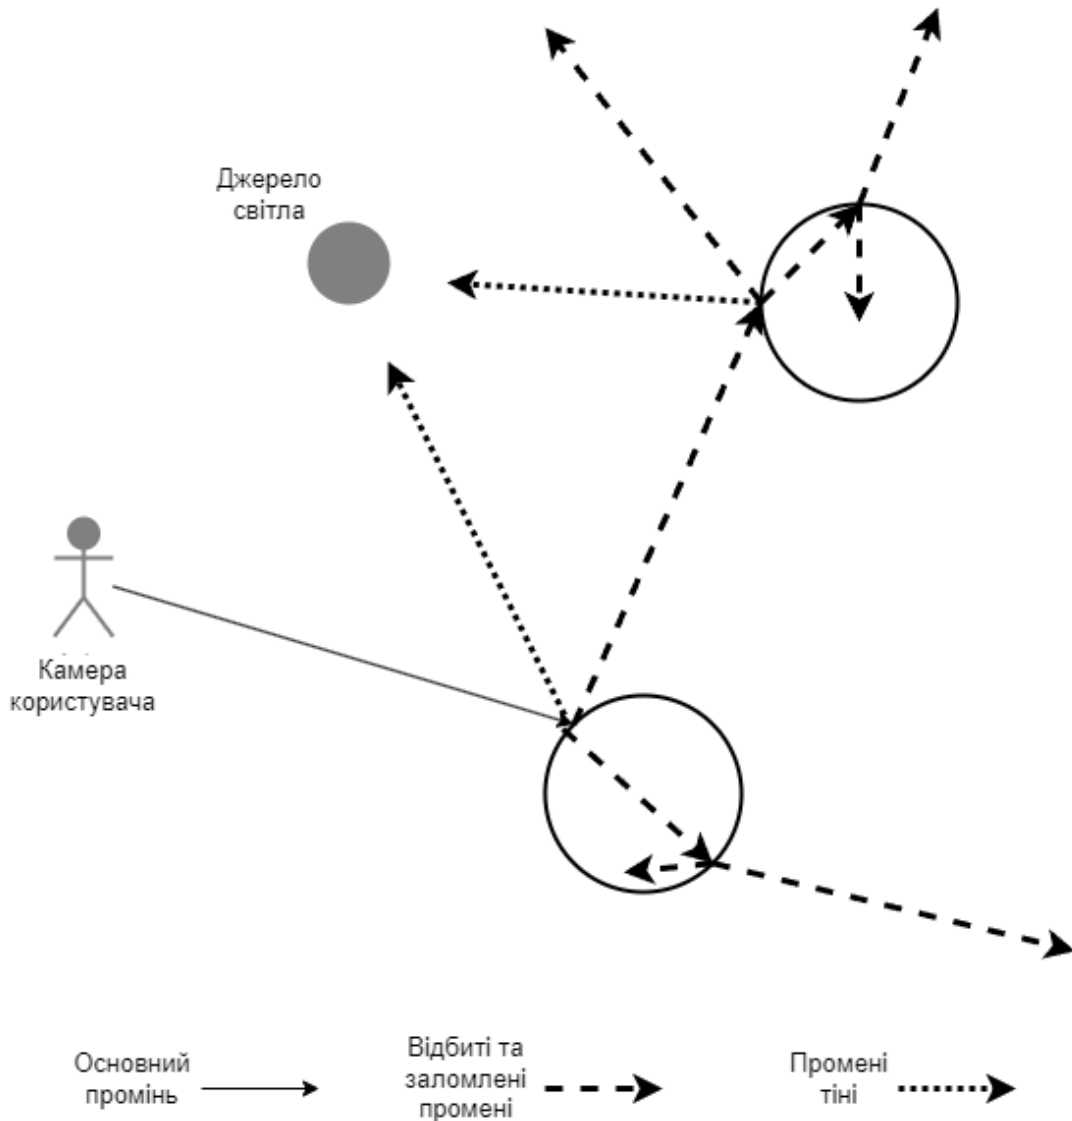 Джерело
світла
Камера
користувача
Основний
промінь
Відбиті та
заломлені
промені
Промені
тіні